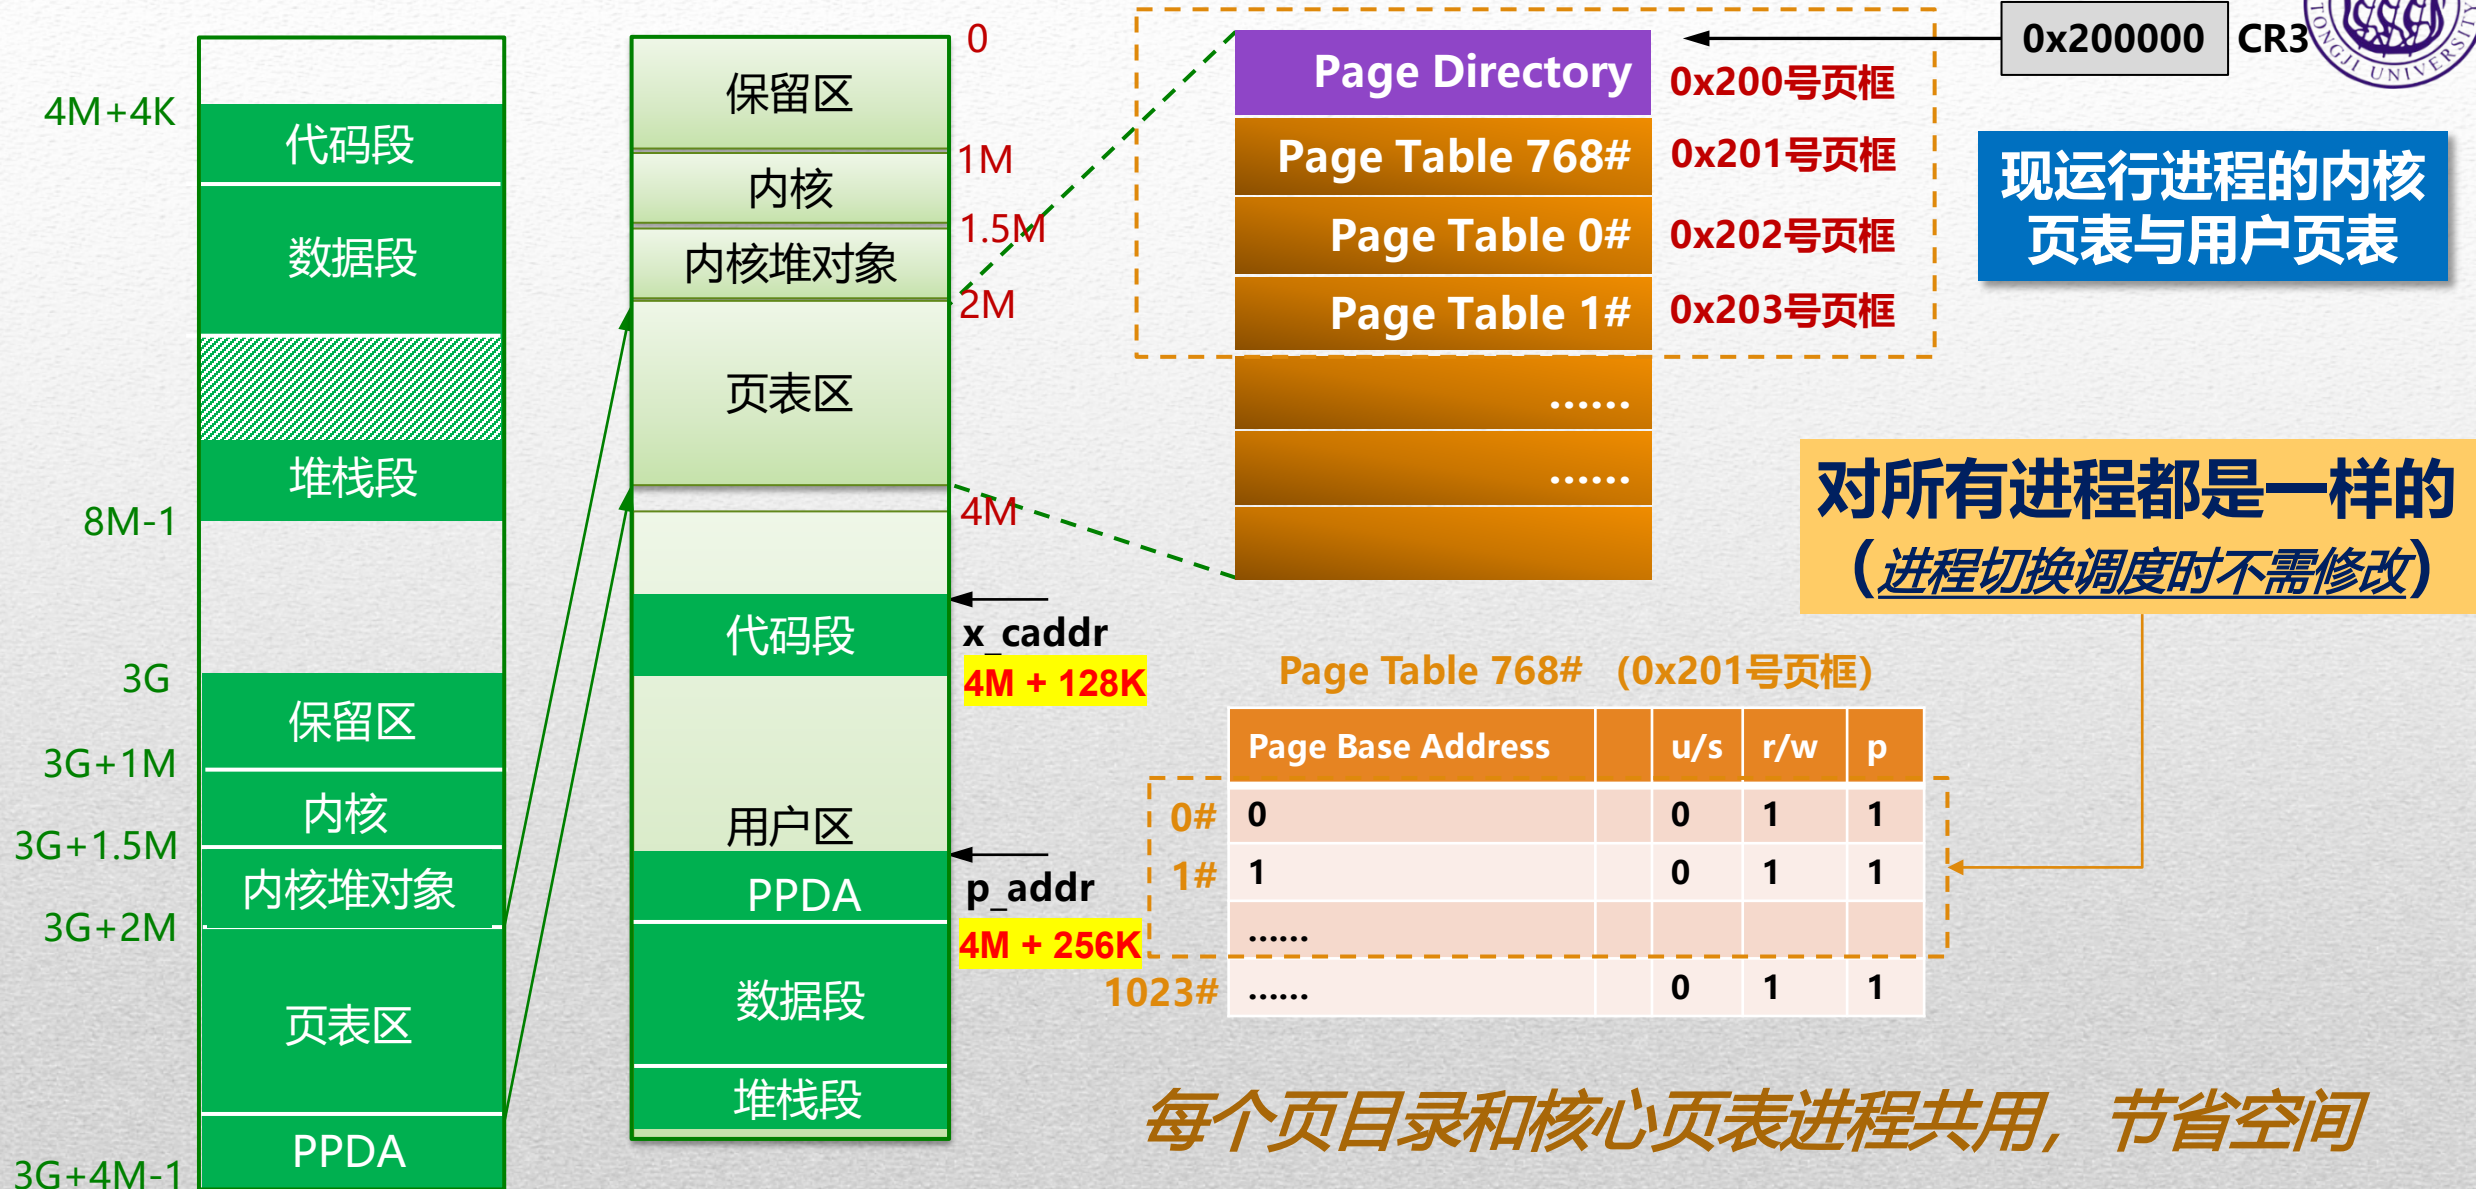 4M+4K
代码段
数据段
堆栈段
8M-1
3G
保留区
3G+1M
内核
3G+1.5M
内核堆对象
3G+2M
页表区
PPDA
3G+4M-1
0
保留区
1M
内核
1.5M
内核堆对象
2M
页表区
4M
代码段
x_caddr
4M + 128K
用户区
PPDA
p_addr
4M + 256K
数据段
堆栈段
0x200000 CR3
TONGJI UNIVERSITY
Page Directory 0x200号页框
Page Table 768# 0x201号页框
Page Table 0# 0x202号页框
Page Table 1# 0x203号页框
......
......
现运行进程的内核
页表与用户页表
对所有进程都是一样的
（进程切换调度时不需修改）
Page Table 768# (0x201号页框)
Page Base Address u/s r/w p
0# 0 0 1 1
1# 1 0 1 1
......
1023# ...... 0 1 1
每个页目录和核心页表进程共用，节省空间